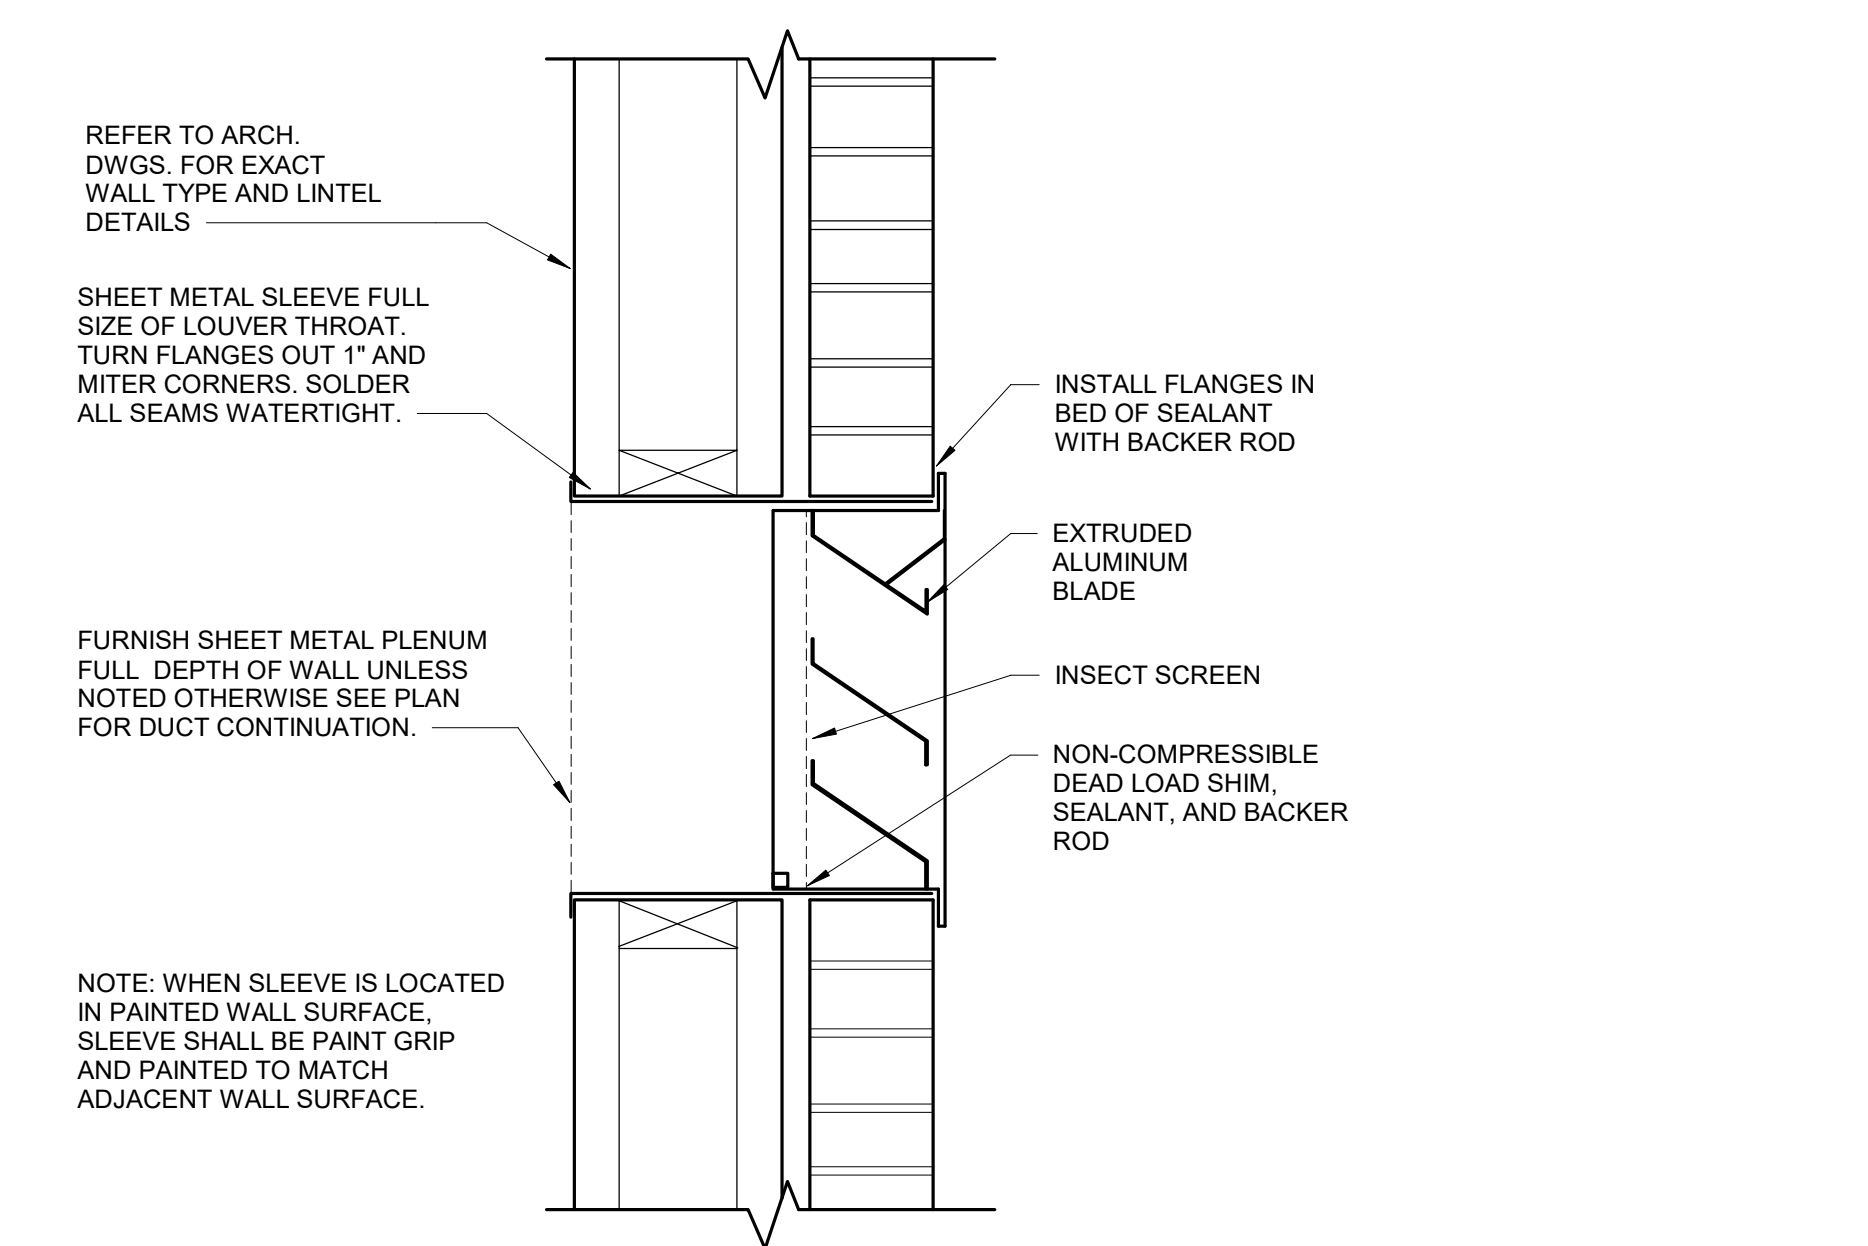 REFER TO ARCH.
DWGS. FOR EXACT
WALL TYPE AND LINTEL
DETAILS
SHEET METAL SLEEVE FULL
SIZE OF LOUVER THROAT.
TURN FLANGES OUT 1" AND
MITER CORNERS. SOLDER
ALL SEAMS WATERTIGHT.
FURNISH SHEET METAL PLENUM
FULL  DEPTH OF WALL UNLESS
NOTED OTHERWISE SEE PLAN
FOR DUCT CONTINUATION.
NOTE: WHEN SLEEVE IS LOCATED
IN PAINTED WALL SURFACE,
SLEEVE SHALL BE PAINT GRIP
AND PAINTED TO MATCH
ADJACENT WALL SURFACE.
INSTALL FLANGES IN
BED OF SEALANT
WITH BACKER ROD
EXTRUDED
ALUMINUM
BLADE
INSECT SCREEN
NON-COMPRESSIBLE
DEAD LOAD SHIM,
SEALANT, AND BACKER
ROD